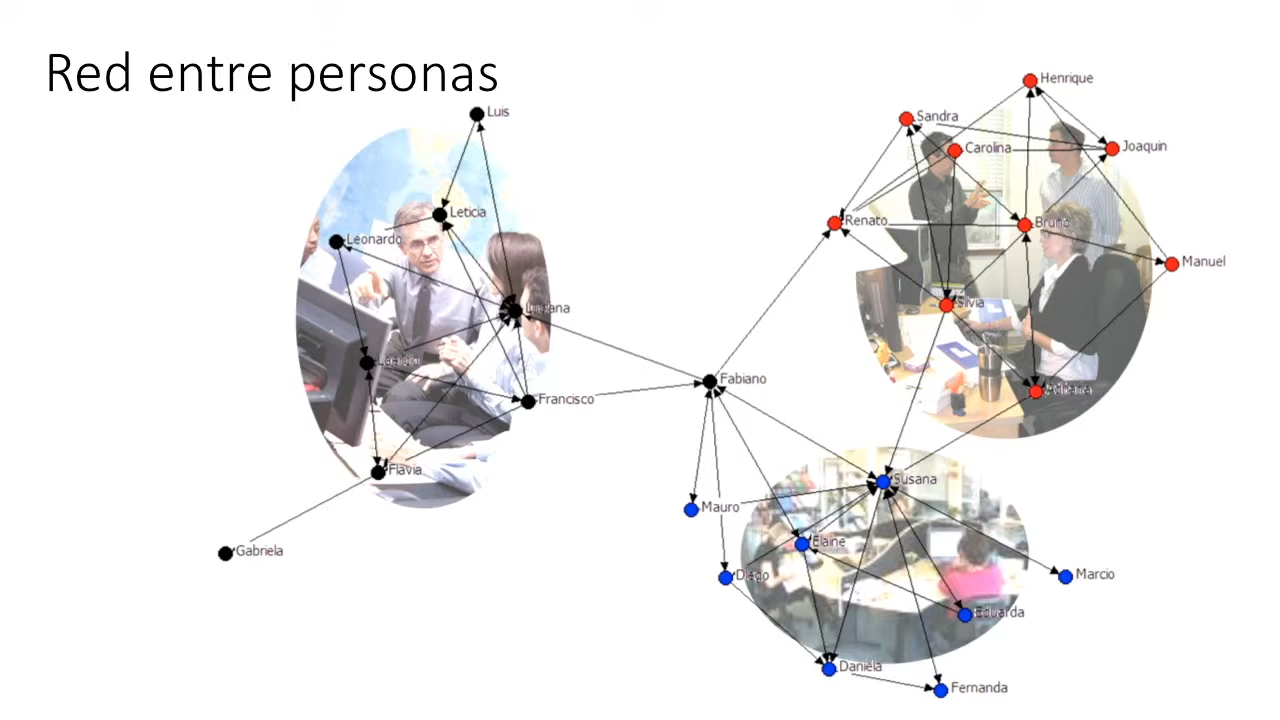 Red entre personas
Henrique
Luis
Sandra
Carolina
Joaquin
Leticia
Renato
Bruno
Leonardo
Manuel
Silvia
Luciana
Fabiano
Adriana
Francisco
Flavia
Susana
Mauro
Elaine
Gabriela
Diego
Marcio
Eduarda
Daniela
Fernanda